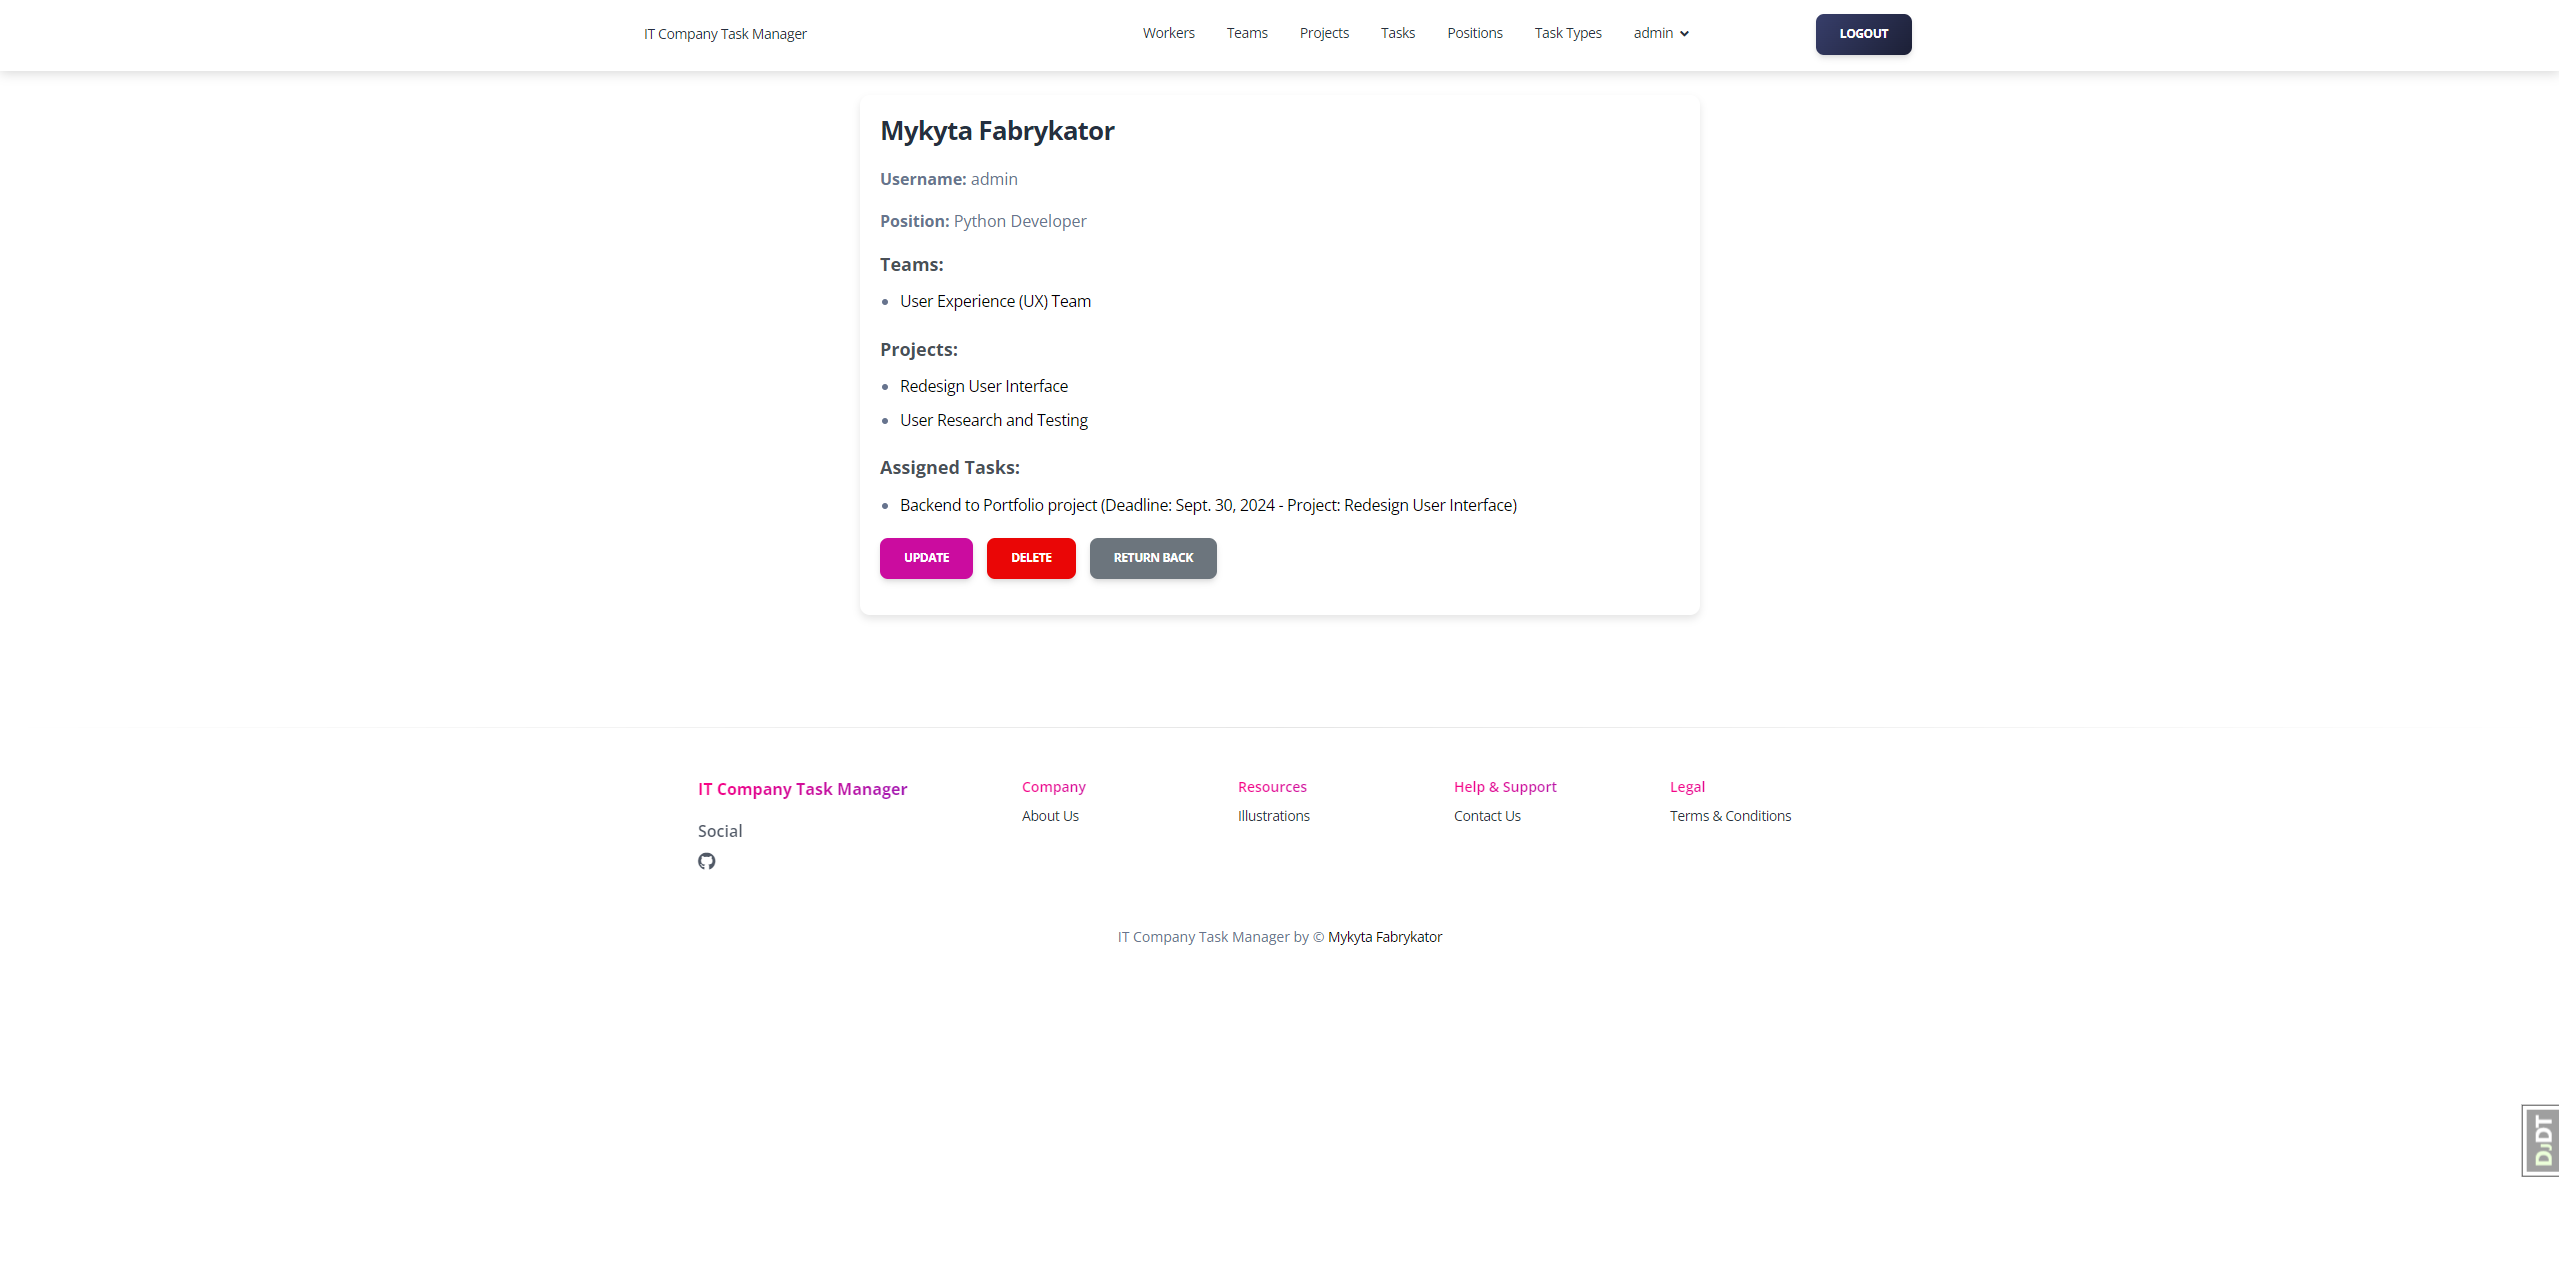 IT Company Task Manager
Workers Teams Projects Tasks Positions Task Types admin LOGOUT
Mykyta Fabrykator
Username: admin
Position: Python Developer
Teams:
User Experience (UX) Team
Projects:
Redesign User Interface
User Research and Testing
Assigned Tasks:
Backend to Portfolio project (Deadline: Sept. 30, 2024 - Project: Redesign User Interface)
UPDATE DELETE RETURN BACK
IT Company Task Manager
Social
Company
About Us
Resources
Illustrations
Help & Support
Contact Us
Legal
Terms & Conditions
IT Company Task Manager by © Mykyta Fabrykator
DJDT